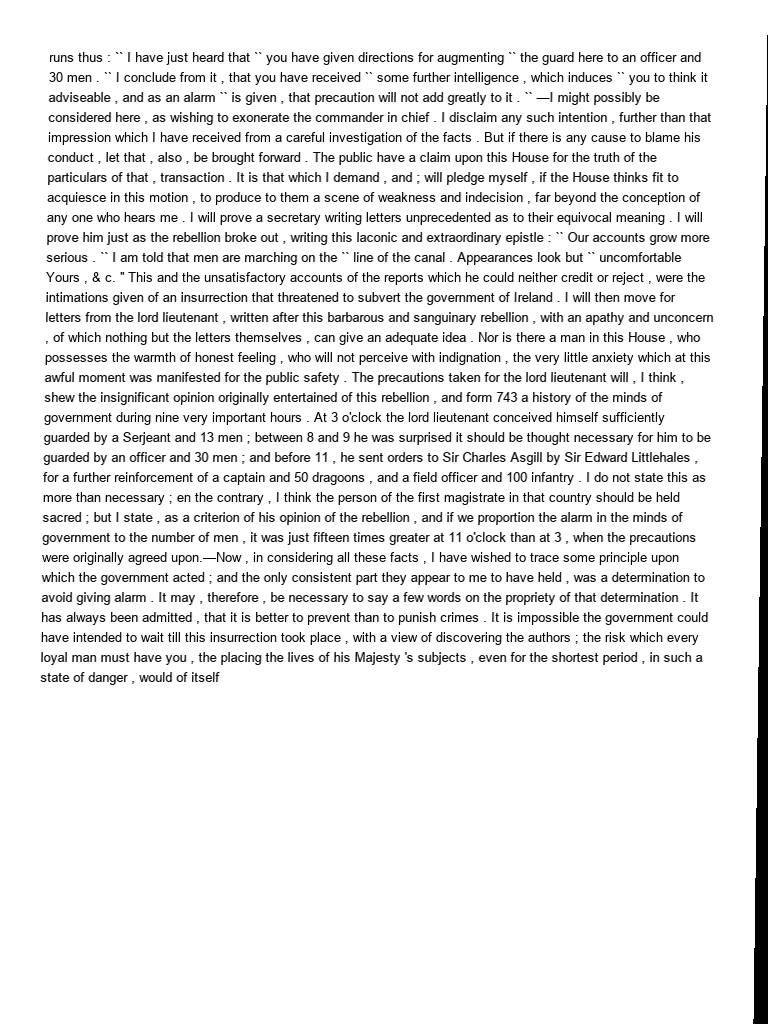 runs thus : `` I have just heard that `` you have given directions for augmenting `` the guard here to an officer and
30 men . `` I conclude from it , that you have received `` some further intelligence , which induces `` you to think it
adviseable , and as an alarm `` is given , that precaution will not add greatly to it . `` —I might possibly be
considered here , as wishing to exonerate the commander in chief . I disclaim any such intention , further than that
impression which I have received from a careful investigation of the facts . But if there is any cause to blame his
conduct , let that , also , be brought forward . The public have a claim upon this House for the truth of the
particulars of that , transaction . It is that which I demand , and ; will pledge myself , if the House thinks fit to
acquiesce in this motion , to produce to them a scene of weakness and indecision , far beyond the conception of
any one who hears me . I will prove a secretary writing letters unprecedented as to their equivocal meaning . I will
prove him just as the rebellion broke out , writing this laconic and extraordinary epistle : `` Our accounts grow more
serious . `` I am told that men are marching on the `` line of the canal . Appearances look but `` uncomfortable
Yours , & c. " This and the unsatisfactory accounts of the reports which he could neither credit or reject , were the
intimations given of an insurrection that threatened to subvert the government of Ireland . I will then move for
letters from the lord lieutenant , written after this barbarous and sanguinary rebellion , with an apathy and unconcern
, of which nothing but the letters themselves , can give an adequate idea . Nor is there a man in this House , who
possesses the warmth of honest feeling , who will not perceive with indignation , the very little anxiety which at this
awful moment was manifested for the public safety . The precautions taken for the lord lieutenant will , I think ,
shew the insignificant opinion originally entertained of this rebellion , and form 743 a history of the minds of
government during nine very important hours . At 3 o'clock the lord lieutenant conceived himself sufficiently
guarded by a Serjeant and 13 men ; between 8 and 9 he was surprised it should be thought necessary for him to be
guarded by an officer and 30 men ; and before 11 , he sent orders to Sir Charles Asgill by Sir Edward Littlehales ,
for a further reinforcement of a captain and 50 dragoons , and a field officer and 100 infantry . I do not state this as
more than necessary ; en the contrary , I think the person of the first magistrate in that country should be held
sacred ; but I state , as a criterion of his opinion of the rebellion , and if we proportion the alarm in the minds of
government to the number of men , it was just fifteen times greater at 11 o'clock than at 3 , when the precautions
were originally agreed upon.—Now , in considering all these facts , I have wished to trace some principle upon
which the government acted ; and the only consistent part they appear to me to have held , was a determination to
avoid giving alarm . It may , therefore , be necessary to say a few words on the propriety of that determination . It
has always been admitted , that it is better to prevent than to punish crimes . It is impossible the government could
have intended to wait till this insurrection took place , with a view of discovering the authors ; the risk which every
loyal man must have you , the placing the lives of his Majesty 's subjects , even for the shortest period , in such a
state of danger , would of itself